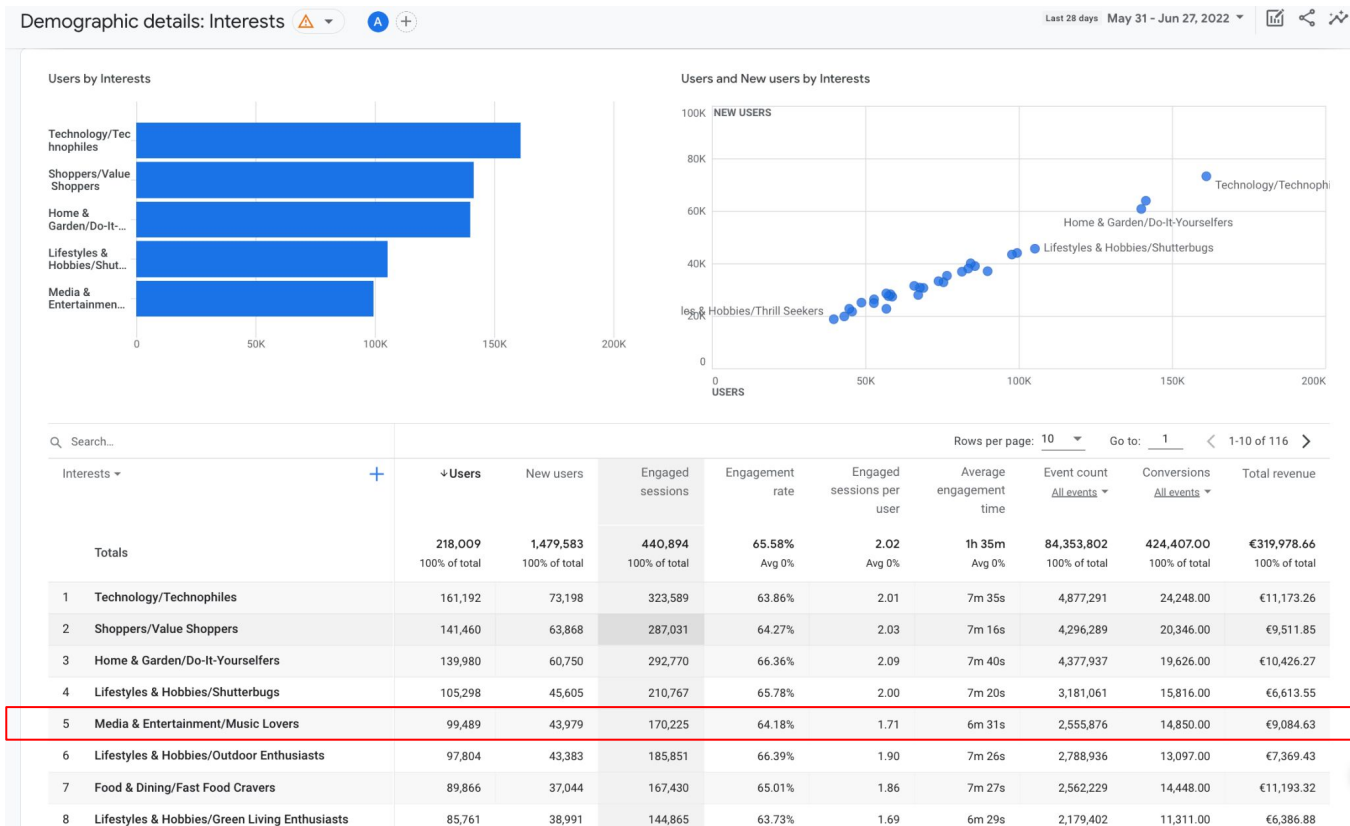 Demographic details: Interests
A
Last 28 days May 31 - Jun 27, 2022
Users by Interests
Technology/Tec
hnophiles
Shoppers/Value
Shoppers
Home &
Garden/Do-It-...
Lifestyles &
Hobbies/Shut...
Media &
Entertainmen...
0 50K 100K 150K 200K
Users and New users by Interests
100K NEW USERS
80K
60K
40K
20K
0
Technology/Technophi
Home & Garden/Do-It-Yourselfers
Lifestyles & Hobbies/Shutterbugs
les & Hobbies/Thrill Seekers
0 50K 100K 150K 200K
USERS
Search... Rows per page: 10 Go to: 1 1-10 of 116
Interests + Users New users Engaged sessions Engagement rate Engaged sessions per user Average engagement time Event count All events Conversions All events Total revenue
Totals 218,009 1,479,583 440,894 65.58% 2.02 1h 35m 84,353,802 424,407.00 €319,978.66
100% of total 100% of total 100% of total Avg 0% Avg 0% Avg 0% 100% of total 100% of total 100% of total
1 Technology/Technophiles 161,192 73,198 323,589 63.86% 2.01 7m 35s 4,877,291 24,248.00 €11,173.26
2 Shoppers/Value Shoppers 141,460 63,868 287,031 64.27% 2.03 7m 16s 4,296,289 20,346.00 €9,511.85
3 Home & Garden/Do-It-Yourselfers 139,980 60,750 292,770 66.36% 2.09 7m 40s 4,377,937 19,626.00 €10,426.27
4 Lifestyles & Hobbies/Shutterbugs 105,298 45,605 210,767 65.78% 2.00 7m 20s 3,181,061 15,816.00 €6,613.55
5 Media & Entertainment/Music Lovers 99,489 43,979 170,225 64.18% 1.71 6m 31s 2,555,876 14,850.00 €9,084.63
6 Lifestyles & Hobbies/Outdoor Enthusiasts 97,804 43,383 185,851 66.39% 1.90 7m 26s 2,788,936 13,097.00 €7,369.43
7 Food & Dining/Fast Food Cravers 89,866 37,044 167,430 65.01% 1.86 7m 27s 2,562,229 14,448.00 €11,193.32
8 Lifestyles & Hobbies/Green Living Enthusiasts 85,761 38,991 144,865 63.73% 1.69 6m 29s 2,179,402 11,311.00 €6,386.88